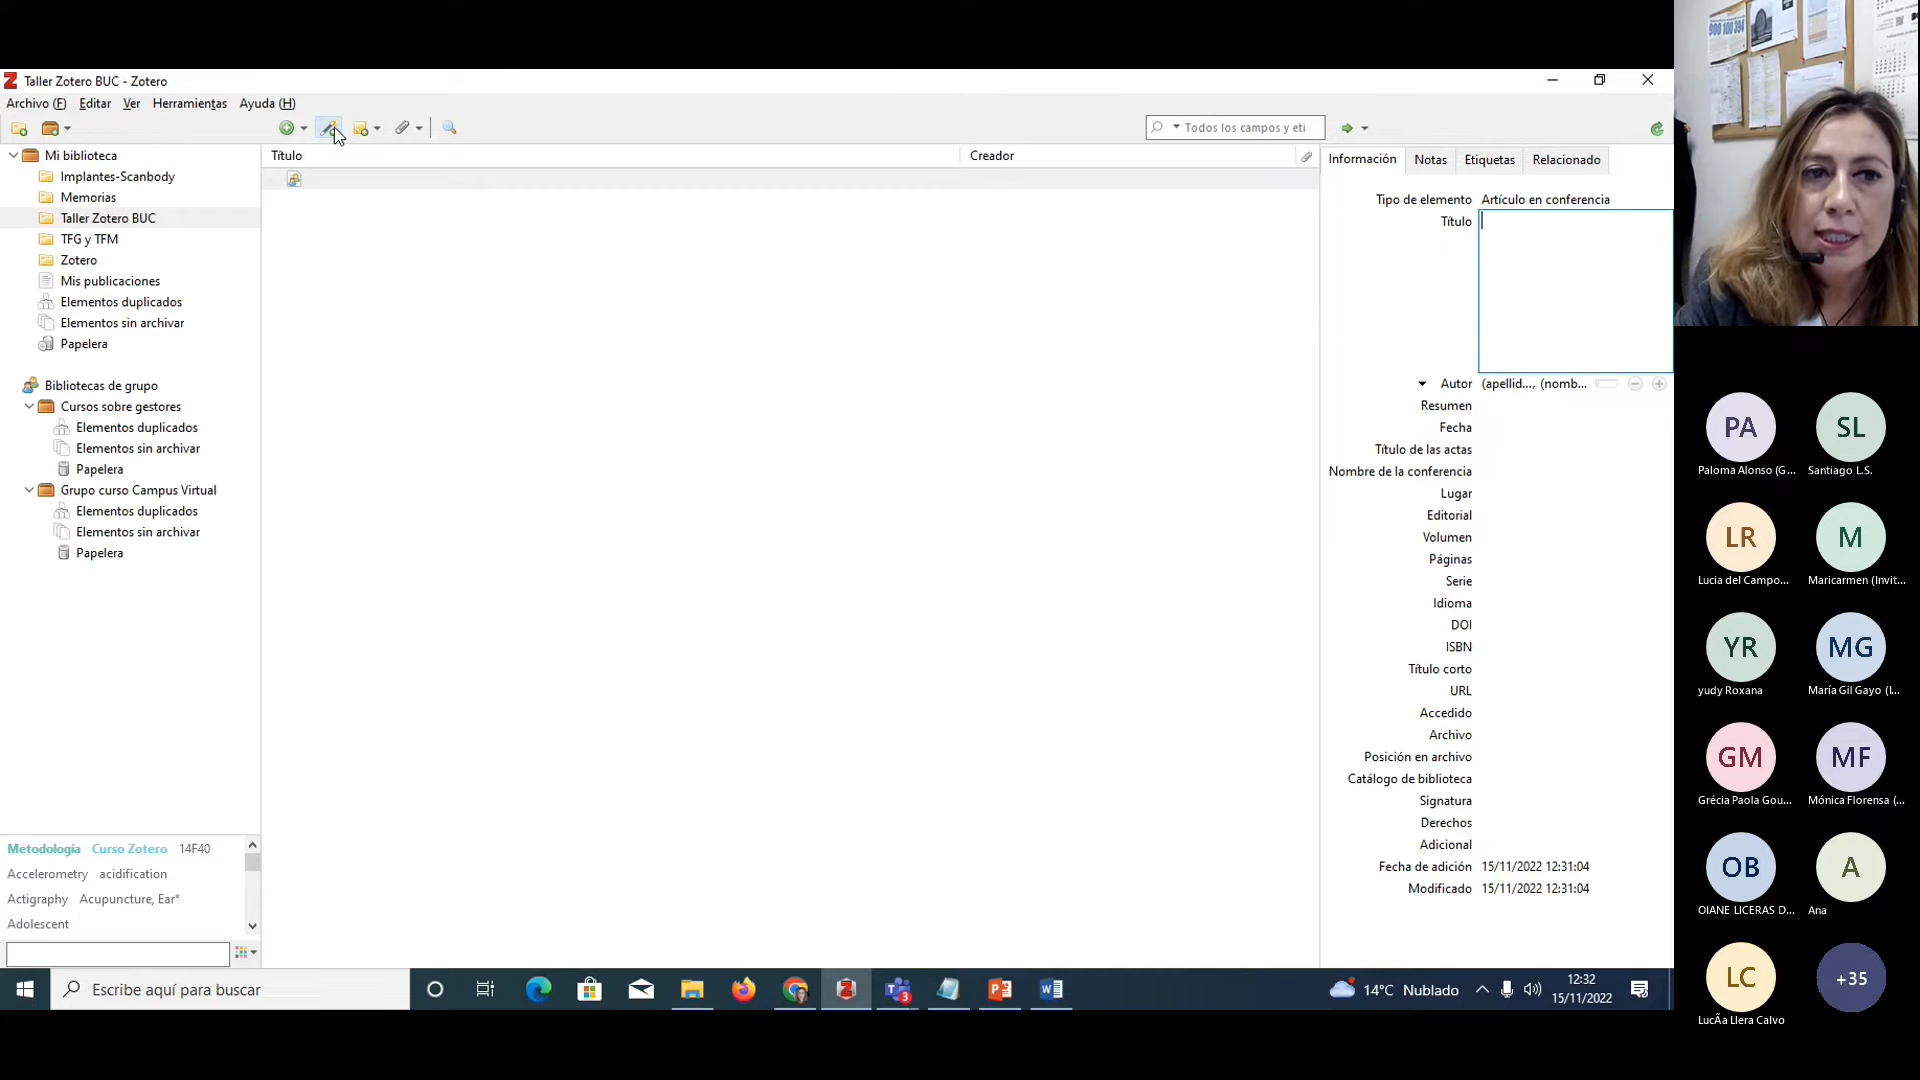 Taller Zotero BUC - Zotero
Archivo (F) Editar Ver Herramientas Ayuda (H)
Todos los campos y eti
Mi biblioteca
Implantes-Scanbody
Memorias
Taller Zotero BUC
TFG y TFM
Zotero
Mis publicaciones
Elementos duplicados
Elementos sin archivar
Papelera
Bibliotecas de grupo
Cursos sobre gestores
Elementos duplicados
Elementos sin archivar
Papelera
Grupo curso Campus Virtual
Elementos duplicados
Elementos sin archivar
Papelera
Metodología Curso Zotero 14F40
Accelerometry acidification
Actigraphy Acupuncture, Ear*
Adolescent
Título Creador
Información Notas Etiquetas Relacionado
Tipo de elemento Artículo en conferencia
Título
Autor (apellid..., (nomb...
Resumen
Fecha
Título de las actas
Nombre de la conferencia
Lugar
Editorial
Volumen
Páginas
Serie
Idioma
DOI
ISBN
Título corto
URL
Accedido
Archivo
Posición en archivo
Catálogo de biblioteca
Signatura
Derechos
Adicional
Fecha de adición 15/11/2022 12:31:04
Modificado 15/11/2022 12:31:04
Escribe aquí para buscar
14°C Nublado
12:32
15/11/2022
900 100 394
PA
Paloma Alonso (G...
SL
Santiago L.S.
LR
Lucia del Campo...
M
Maricarmen (Invit...
YR
yudy Roxana
MG
María Gil Gayo (I...
GM
Grécia Paola Gou...
MF
Mónica Florensa (...
OB
OIANE LICERAS D...
A
Ana
LC
LucÃa Llera Calvo
+35